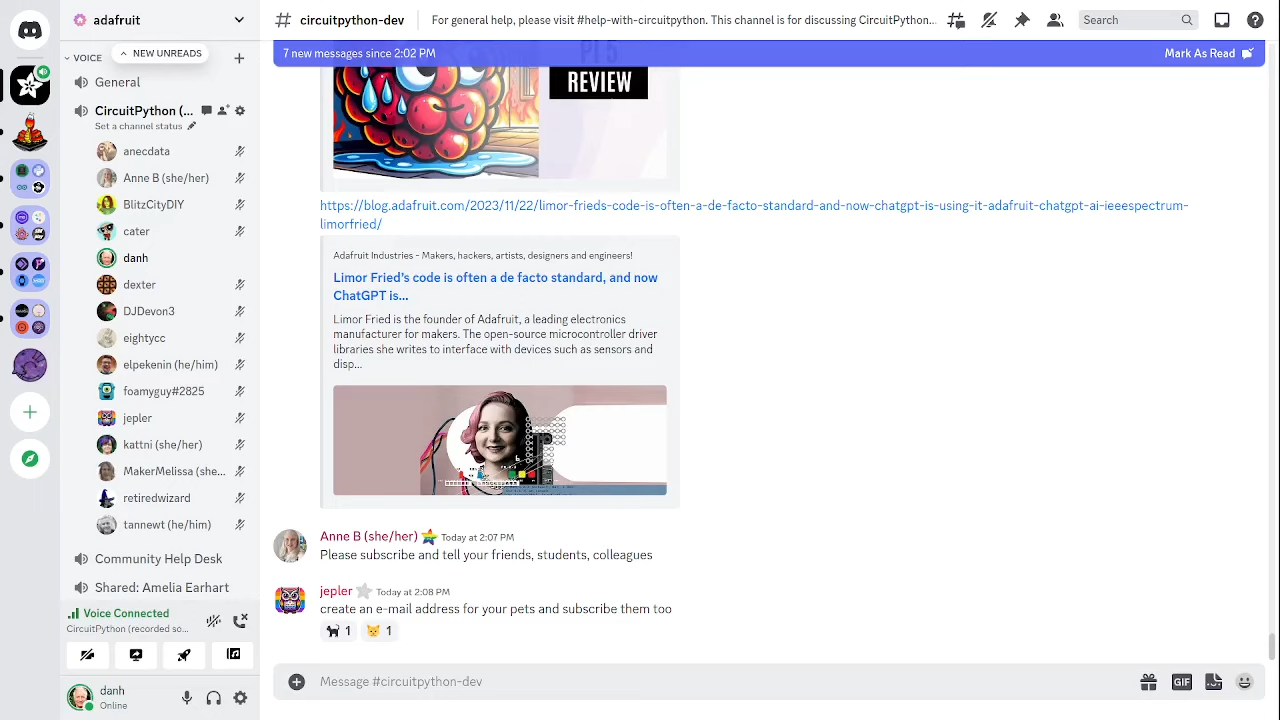 adafruit
NEW UNREADS
VOICE
General
CircuitPython (...
Set a channel status
anecdata
Anne B (she/her)
BlitzCityDIY
cater
danh
dexter
DJDevon3
eightycc
elpekenin (he/him)
foamyguy#2825
jepler
kattni (she/her)
MakerMelissa (she...
retiredwizard
tannewt (he/him)
Community Help Desk
Shared: Amelia Earhart
Voice Connected
CircuitPython (recorded so...
danh
Online
# circuitpython-dev
For general help, please visit #help-with-circuitpython. This channel is for discussing CircuitPython...
Search
7 new messages since 2:02 PM
Mark As Read
PI 5
REVIEW
https://blog.adafruit.com/2023/11/22/limor-frieds-code-is-often-a-de-facto-standard-and-now-chatgpt-is-using-it-adafruit-chatgpt-ai-ieeespectrum-
limorfried/
Adafruit Industries - Makers, hackers, artists, designers and engineers!
Limor Fried's code is often a de facto standard, and now
ChatGPT is...
Limor Fried is the founder of Adafruit, a leading electronics
manufacturer for makers. The open-source microcontroller driver
libraries she writes to interface with devices such as sensors and
disp...
Anne B (she/her) Today at 2:07 PM
Please subscribe and tell your friends, students, colleagues
jepler Today at 2:08 PM
create an e-mail address for your pets and subscribe them too
1 1
Message #circuitpython-dev
GIF